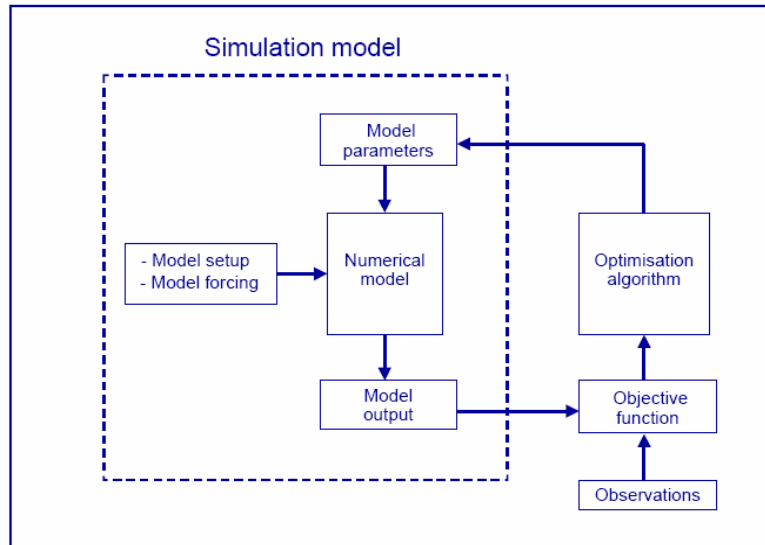 Simulation model
Model
parameters
- Model setup
- Model forcing
Numerical
model
Optimisation
algorithm
Model
output
Objective
function
Observations